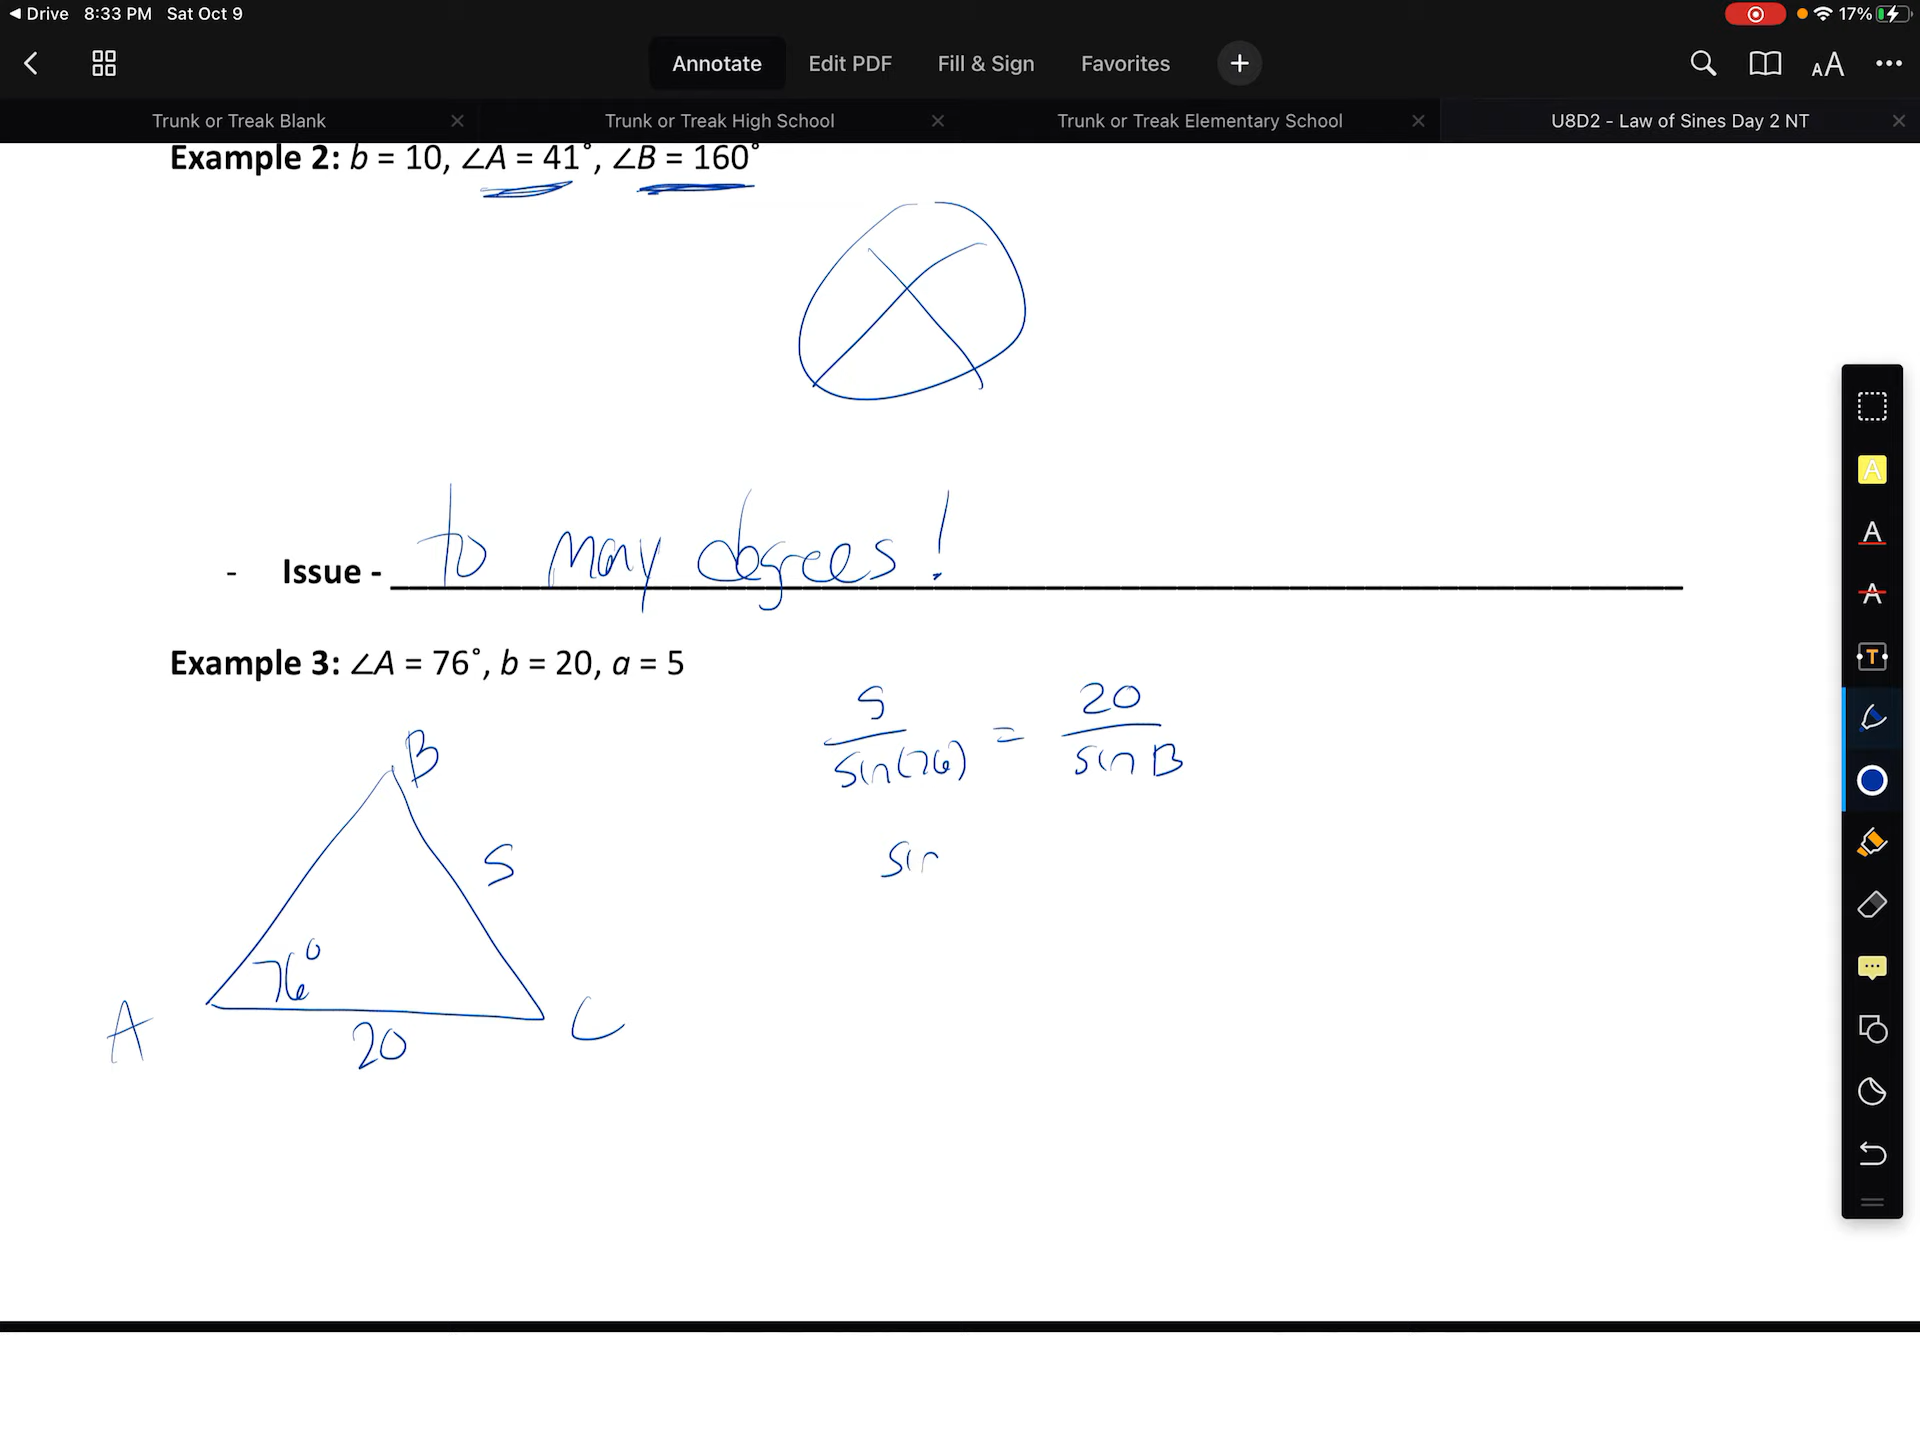 Drive 8:33 PM Sat Oct 9 17%
Annotate Edit PDF Fill & Sign Favorites + AA
Trunk or Treak Blank Trunk or Treak High School Trunk or Treak Elementary School U8D2 - Law of Sines Day 2 NT
Example 2: b = 10, ∠A = 41˚, ∠B = 160˚
- Issue - to many degrees!
Example 3: ∠A = 76˚, b = 20, a = 5
5/sin(76) = 20/sin B
B
sin
5
76°
A
C
20